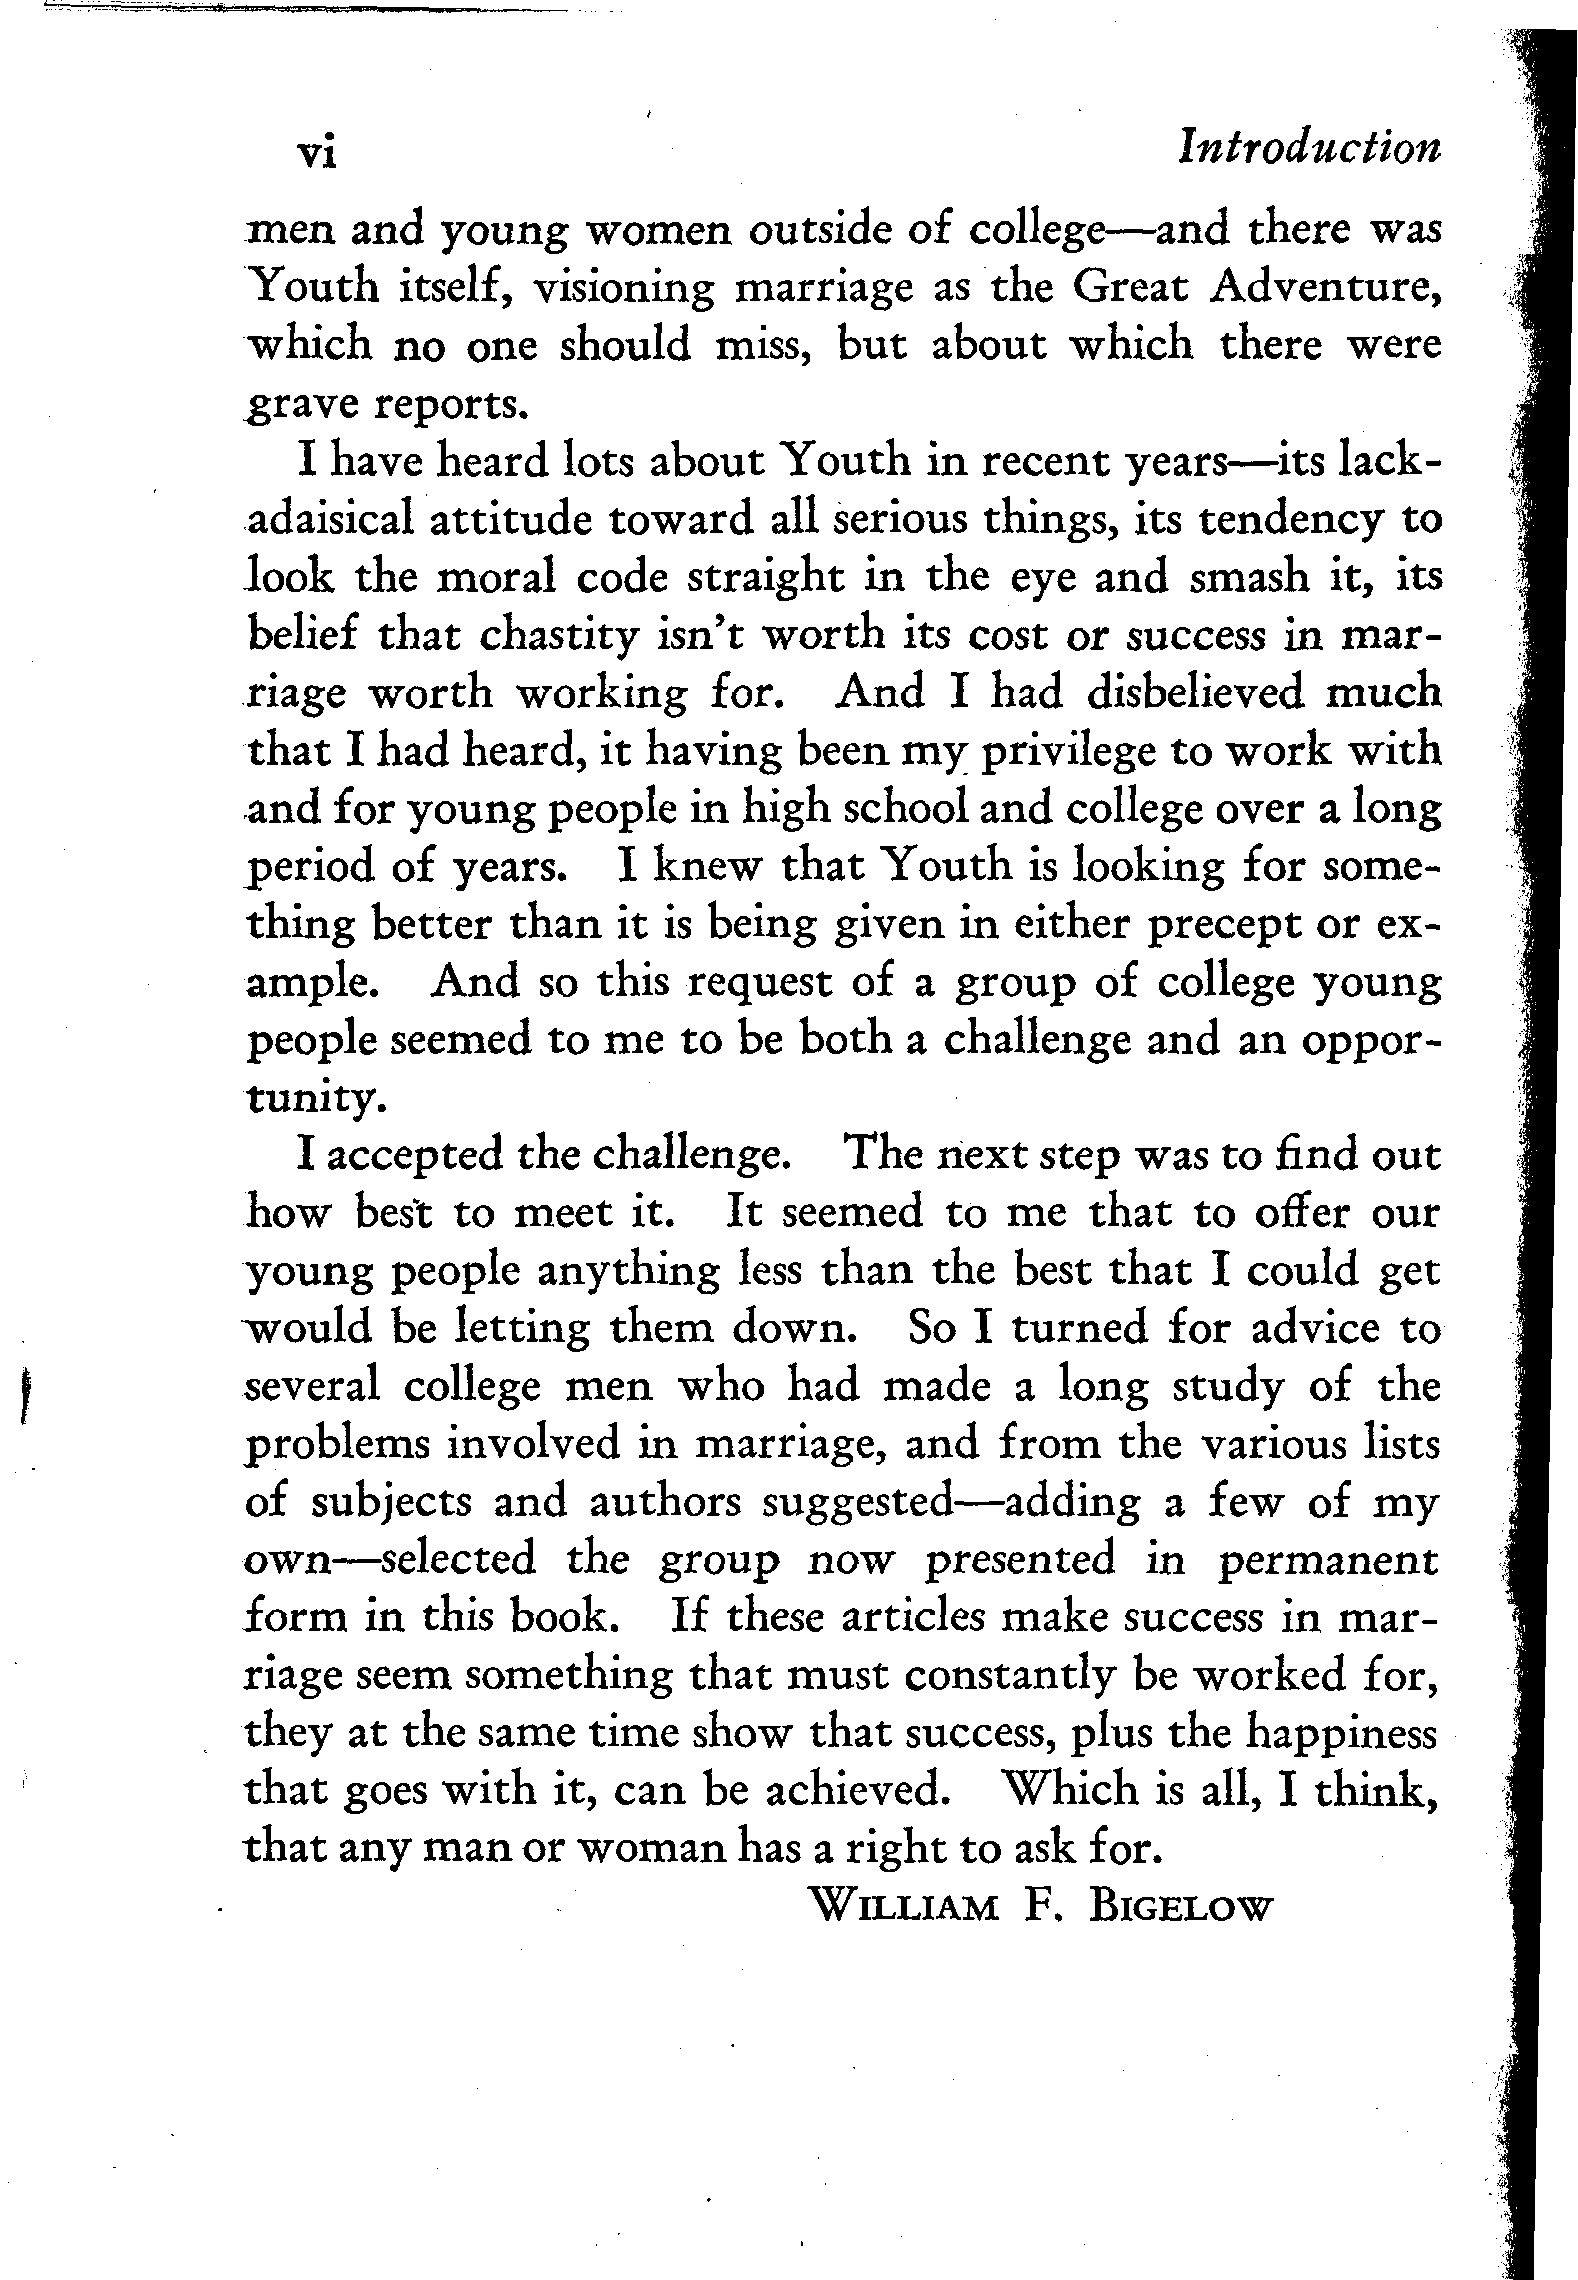 vi Introduction
men and young women outside of college—and there was
Youth itself, visioning marriage as the Great Adventure,
which no one should miss, but about which there were
grave reports.
I have heard lots about Youth in recent years—its lack-
adaisical attitude toward all serious things, its tendency to
look the moral code straight in the eye and smash it, its
belief that chastity isn't worth its cost or success in mar-
riage worth working for. And I had disbelieved much
that I had heard, it having been my privilege to work with
and for young people in high school and college over a long
period of years. I knew that Youth is looking for some-
thing better than it is being given in either precept or ex-
ample. And so this request of a group of college young
people seemed to me to be both a challenge and an oppor-
tunity.
I accepted the challenge. The next step was to find out
how best to meet it. It seemed to me that to offer our
young people anything less than the best that I could get
would be letting them down. So I turned for advice to
several college men who had made a long study of the
problems involved in marriage, and from the various lists
of subjects and authors suggested—adding a few of my
own—selected the group now presented in permanent
form in this book. If these articles make success in mar-
riage seem something that must constantly be worked for,
they at the same time show that success, plus the happiness
that goes with it, can be achieved. Which is all, I think,
that any man or woman has a right to ask for.
WILLIAM F. BIGELOW